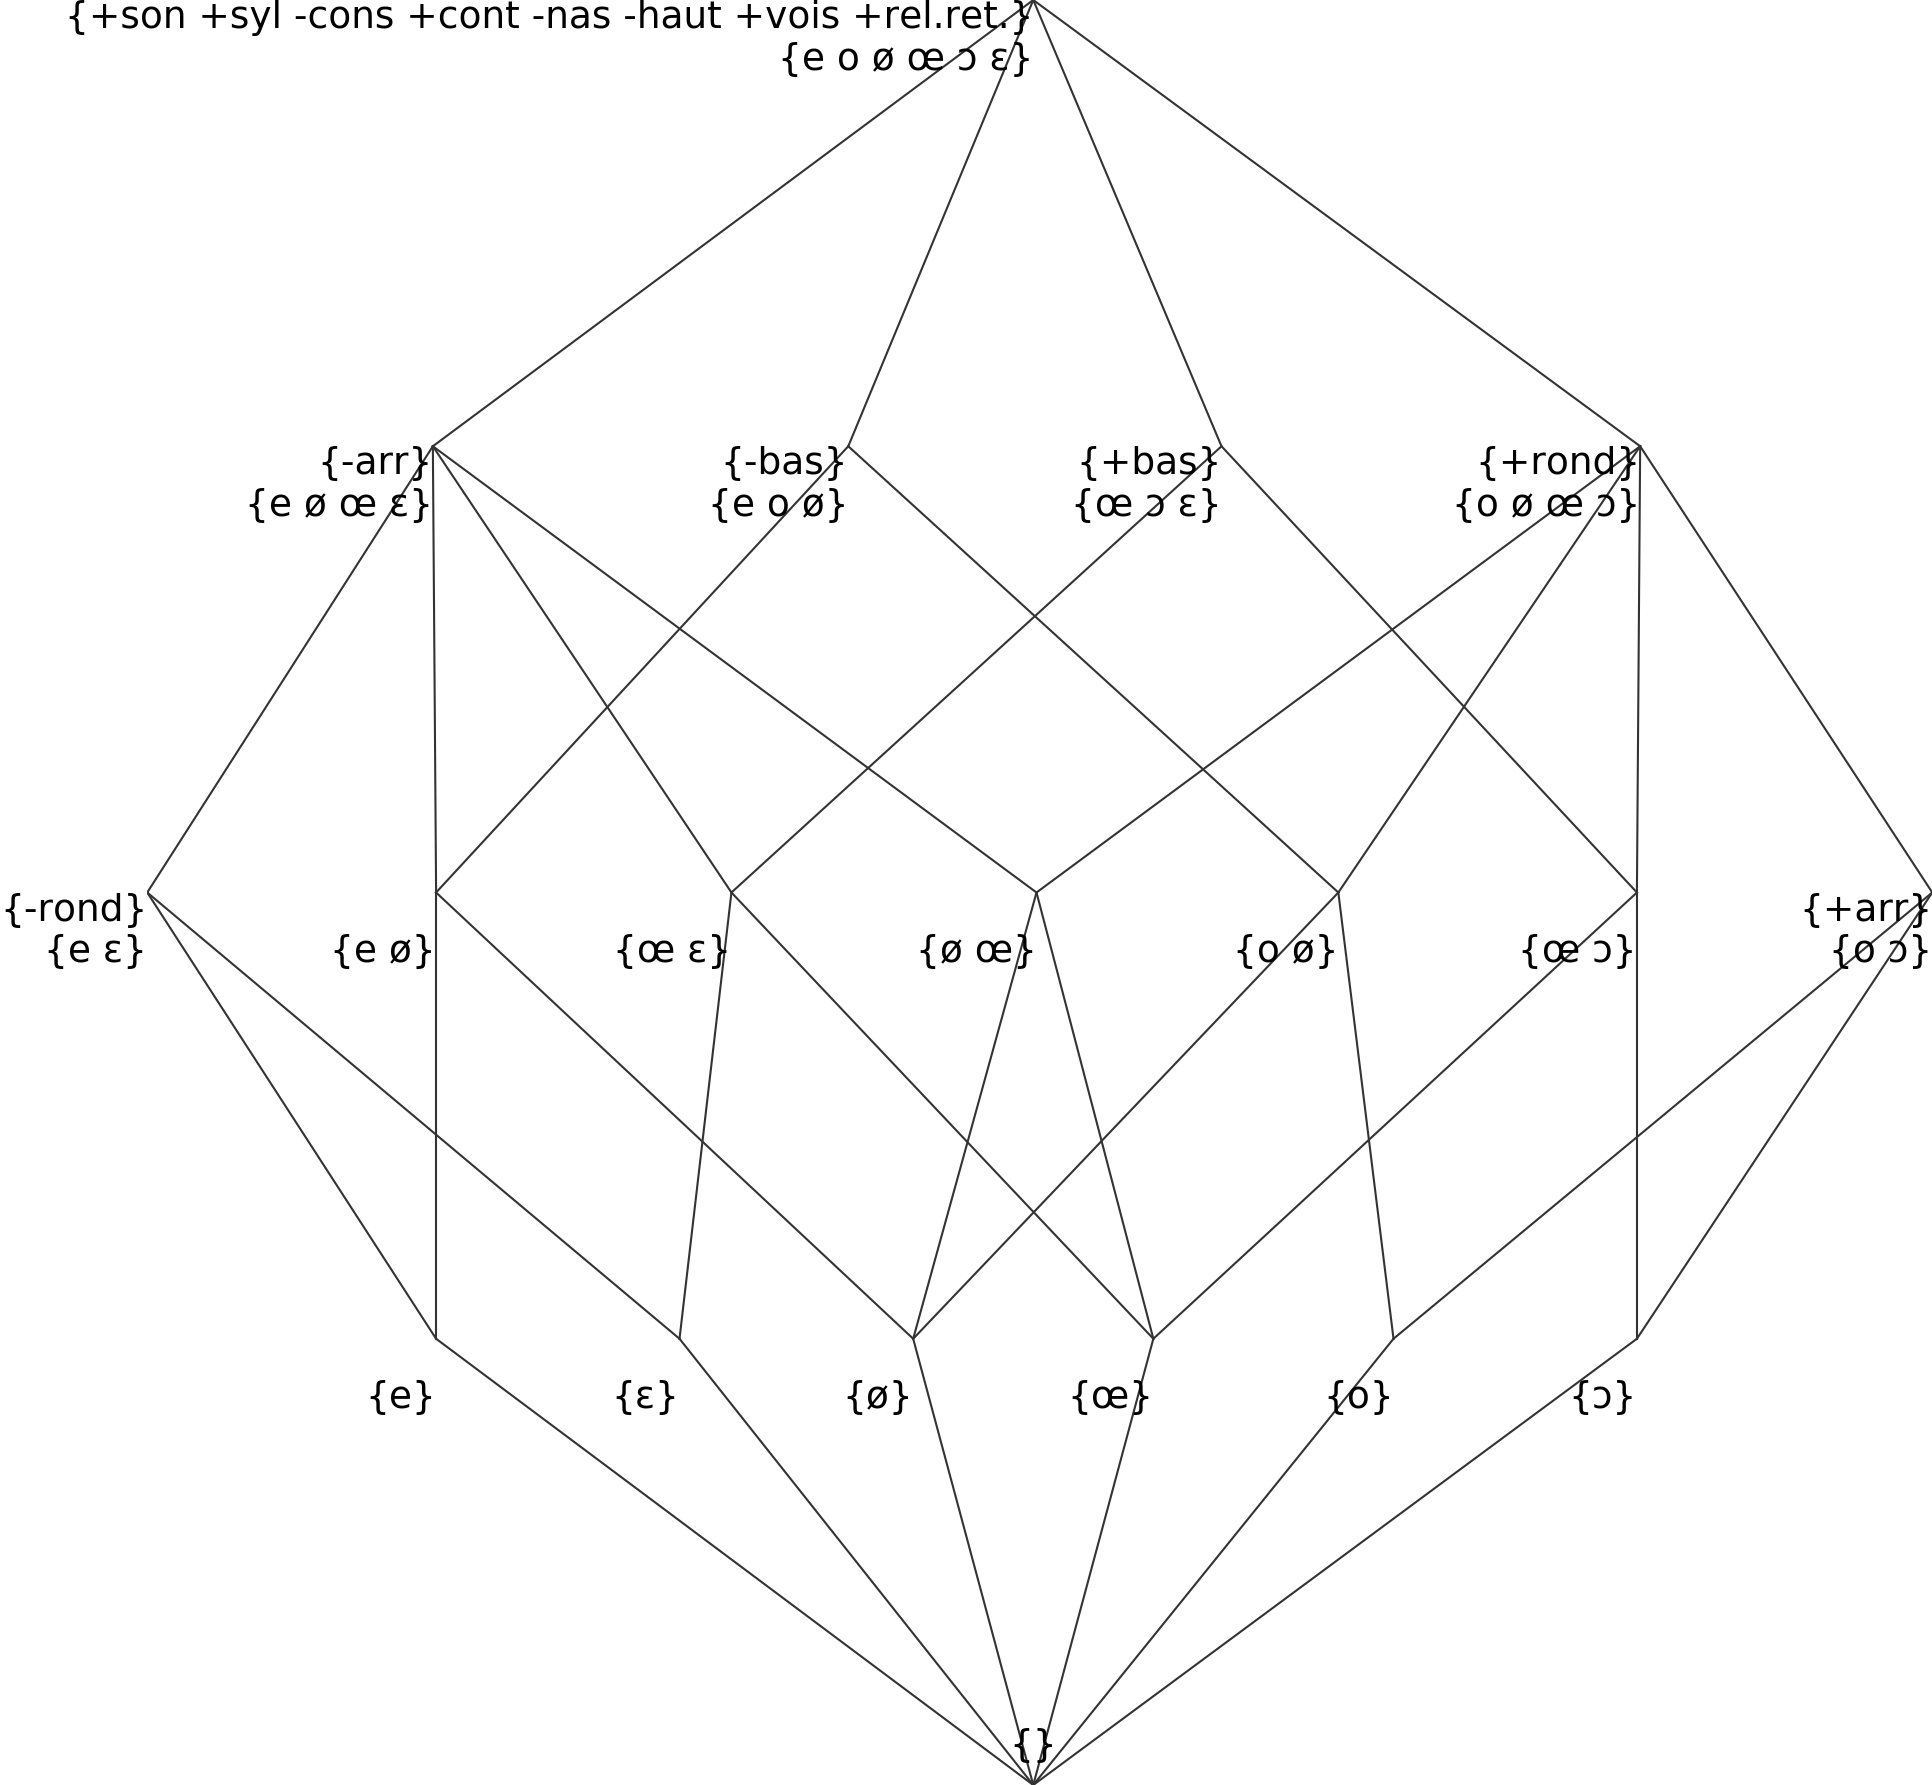 {+son +syl -cons +cont -nas -haut +vois +rel.ret.}
{e o ø œ ɔ ɛ}
{-arr}
{e ø œ ɛ}
{-bas}
{e o ø}
{+bas}
{œ ɔ ɛ}
{+rond}
{o ø œ ɔ}
{-rond}
{e ɛ}
{e ø}
{œ ɛ}
{ø œ}
{o ø}
{œ ɔ}
{+arr}
{o ɔ}
{e}
{ɛ}
{ø}
{œ}
{o}
{ɔ}
{}